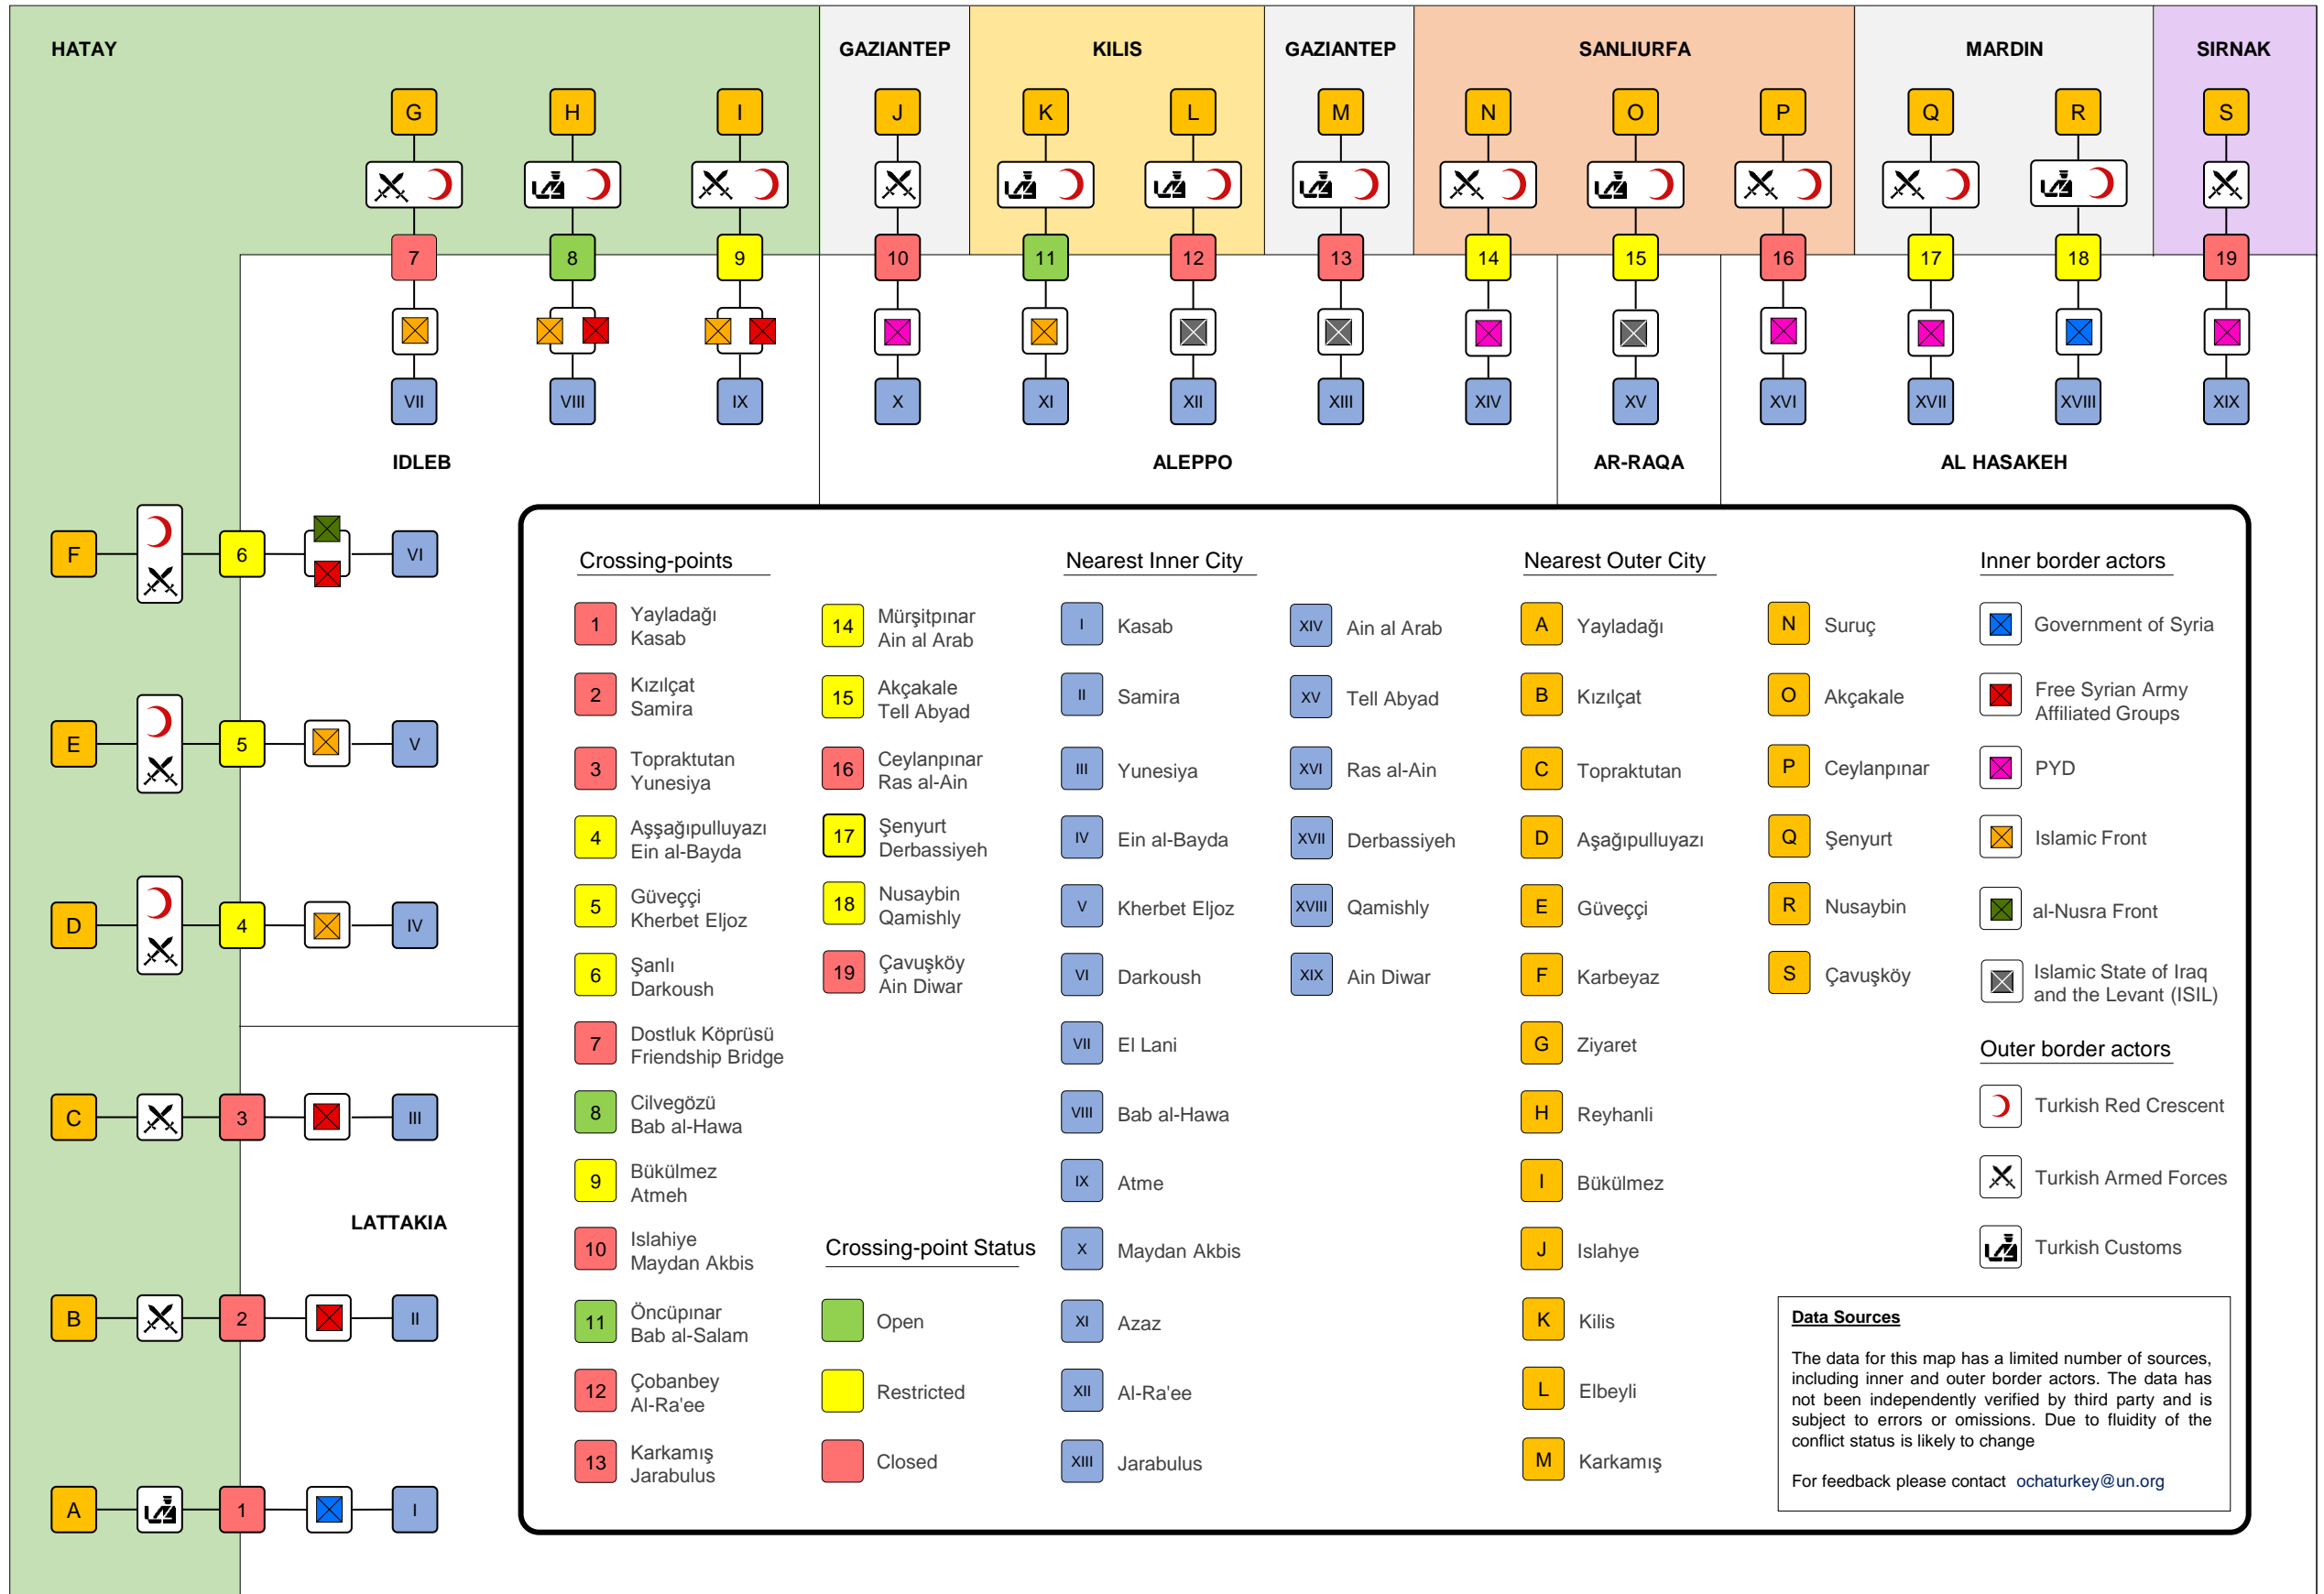 HATAY
GAZIANTEP
KILIS
GAZIANTEP
SANLIURFA
MARDIN
SIRNAK
G
H
I
J
K
L
M
N
O
P
Q
R
S
7
8
9
10
11
12
13
14
15
16
17
18
19
VII
VIII
IX
X
XI
XII
XIII
XIV
XV
XVI
XVII
XVIII
XIX
IDLEB
ALEPPO
AR-RAQA
AL HASAKEH
F
6
VI
E
5
V
D
4
IV
C
3
III
LATTAKIA
B
2
II
A
1
I
Crossing-points
1
Yayladağı
Kasab
2
Kızılçat
Samira
3
Topraktutan
Yunesiya
4
Aşşağıpulluyazı
Ein al-Bayda
5
Güveççi
Kherbet Eljoz
6
Şanlı
Darkoush
7
Dostluk Köprüsü
Friendship Bridge
8
Cilvegözü
Bab al-Hawa
9
Bükülmez
Atmeh
10
Islahiye
Maydan Akbis
11
Öncüpınar
Bab al-Salam
12
Çobanbey
Al-Ra'ee
13
Karkamış
Jarabulus
14
Mürşitpınar
Ain al Arab
15
Akçakale
Tell Abyad
16
Ceylanpınar
Ras al-Ain
17
Şenyurt
Derbassiyeh
18
Nusaybin
Qamishly
19
Çavuşköy
Ain Diwar
Crossing-point Status
Open
Restricted
Closed
Nearest Inner City
I Kasab
II Samira
III Yunesiya
IV Ein al-Bayda
V Kherbet Eljoz
VI Darkoush
VII El Lani
VIII Bab al-Hawa
IX Atme
X Maydan Akbis
XI Azaz
XII Al-Ra'ee
XIII Jarabulus
XIV Ain al Arab
XV Tell Abyad
XVI Ras al-Ain
XVII Derbassiyeh
XVIII Qamishly
XIX Ain Diwar
Nearest Outer City
A Yayladağı
B Kızılçat
C Topraktutan
D Aşağıpulluyazı
E Güveççi
F Karbeyaz
G Ziyaret
H Reyhanli
I Bükülmez
J Islahye
K Kilis
L Elbeyli
M Karkamış
N Suruç
O Akçakale
P Ceylanpınar
Q Şenyurt
R Nusaybin
S Çavuşköy
Inner border actors
Government of Syria
Free Syrian Army
Affiliated Groups
PYD
Islamic Front
al-Nusra Front
Islamic State of Iraq
and the Levant (ISIL)
Outer border actors
Turkish Red Crescent
Turkish Armed Forces
Turkish Customs
Data Sources
The data for this map has a limited number of sources,
including inner and outer border actors. The data has
not been independently verified by third party and is
subject to errors or omissions. Due to fluidity of the
conflict status is likely to change
For feedback please contact ochaturkey@un.org